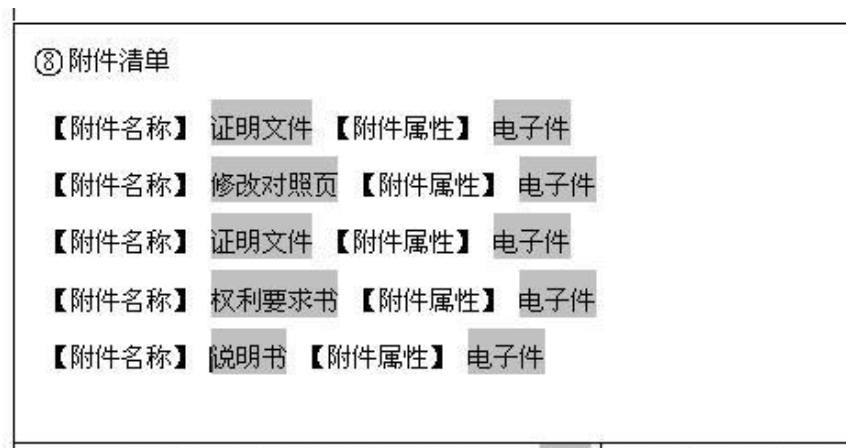 ⑧附件清单
【附件名称】 证明文件 【附件属性】 电子件
【附件名称】 修改对照页 【附件属性】 电子件
【附件名称】 证明文件 【附件属性】 电子件
【附件名称】 权利要求书 【附件属性】 电子件
【附件名称】 说明书 【附件属性】 电子件